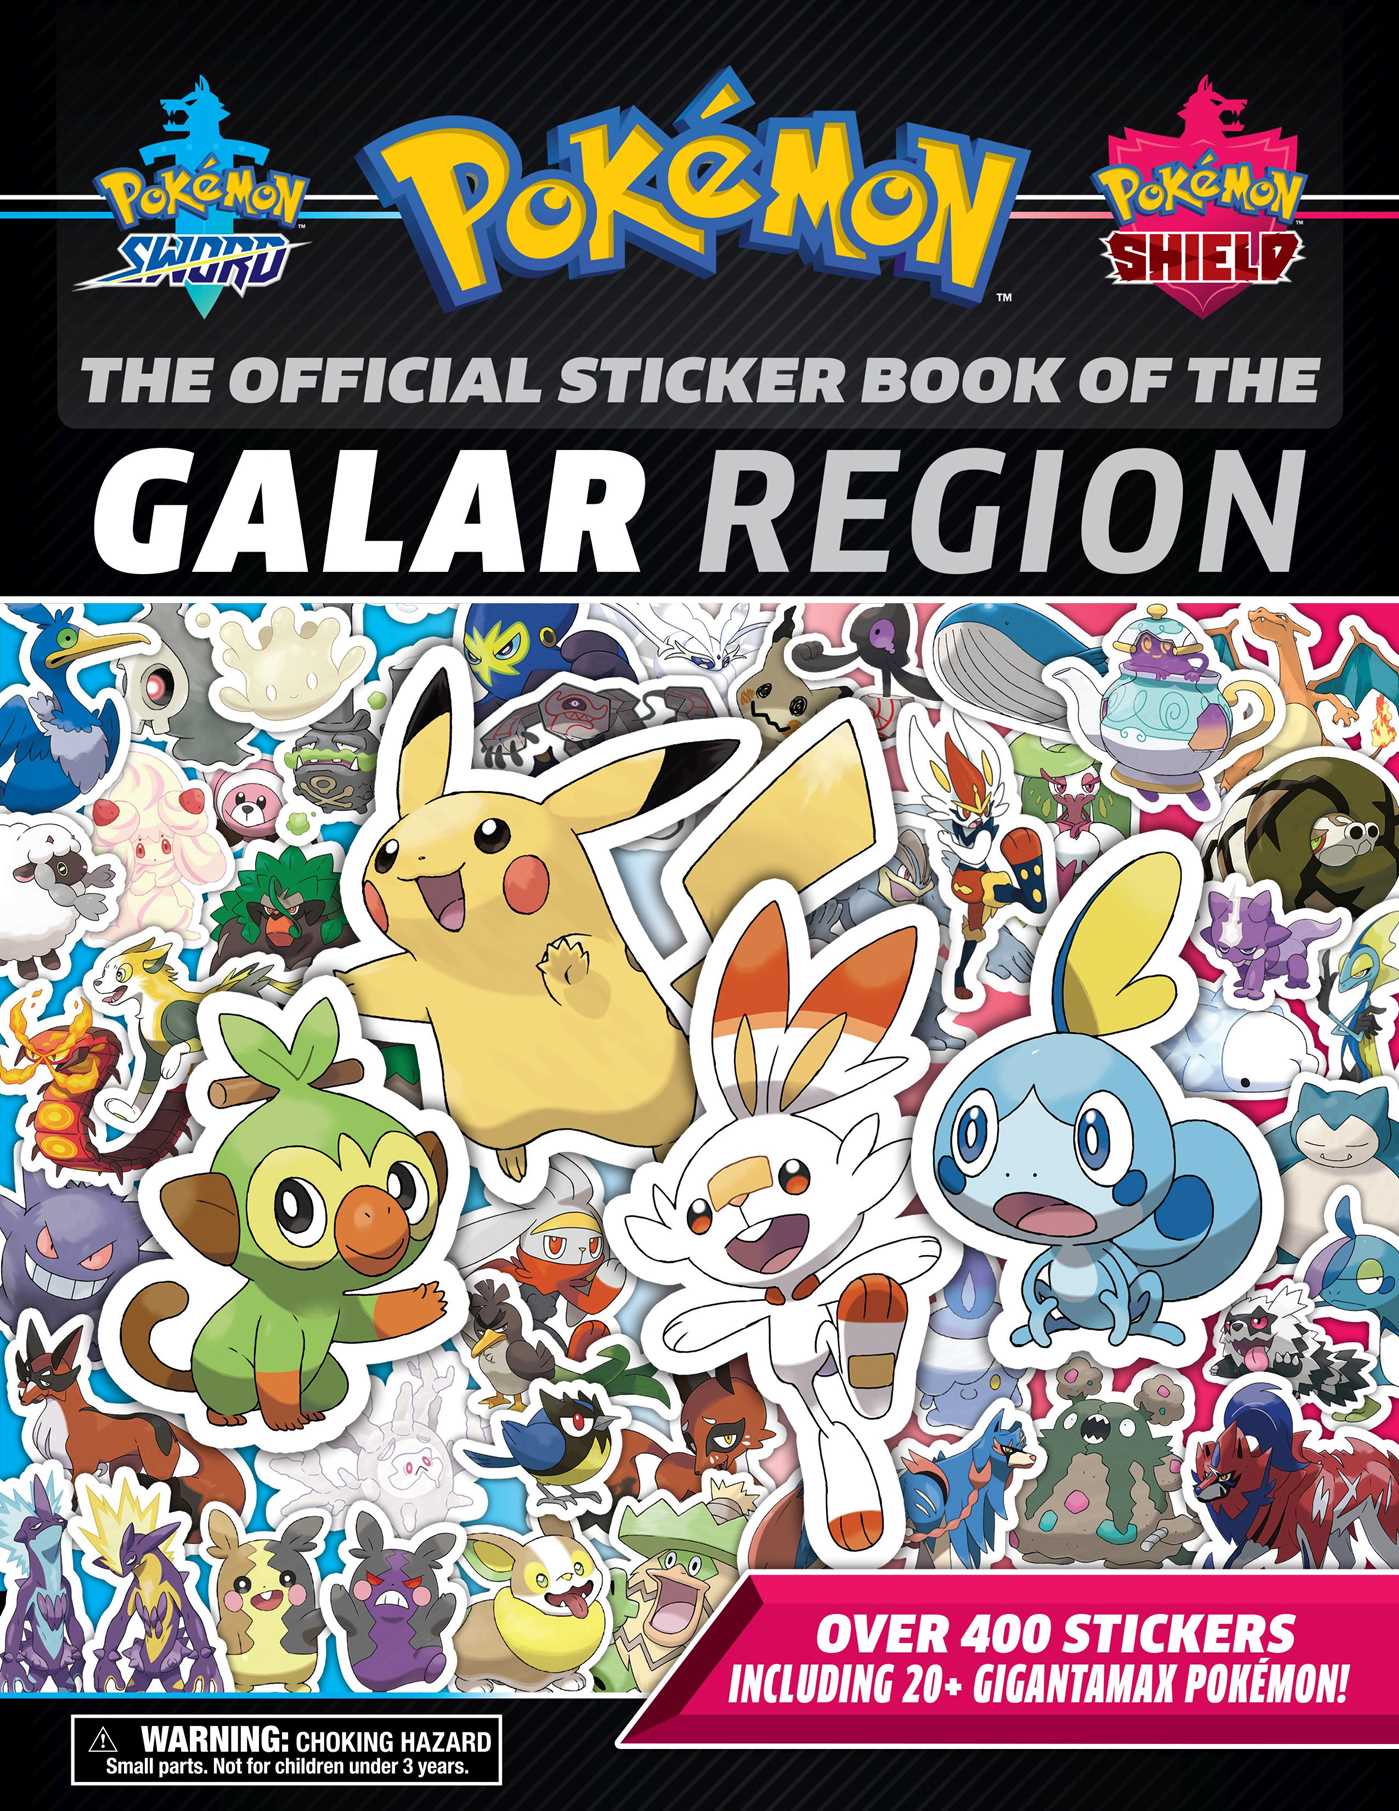 POKéMON
SWORD
POKéMON
POKéMON
SHIELD
THE OFFICIAL STICKER BOOK OF THE
GALAR REGION
OVER 400 STICKERS
INCLUDING 20+ GIGANTAMAX POKÉMON!
WARNING: CHOKING HAZARD
Small parts. Not for children under 3 years.